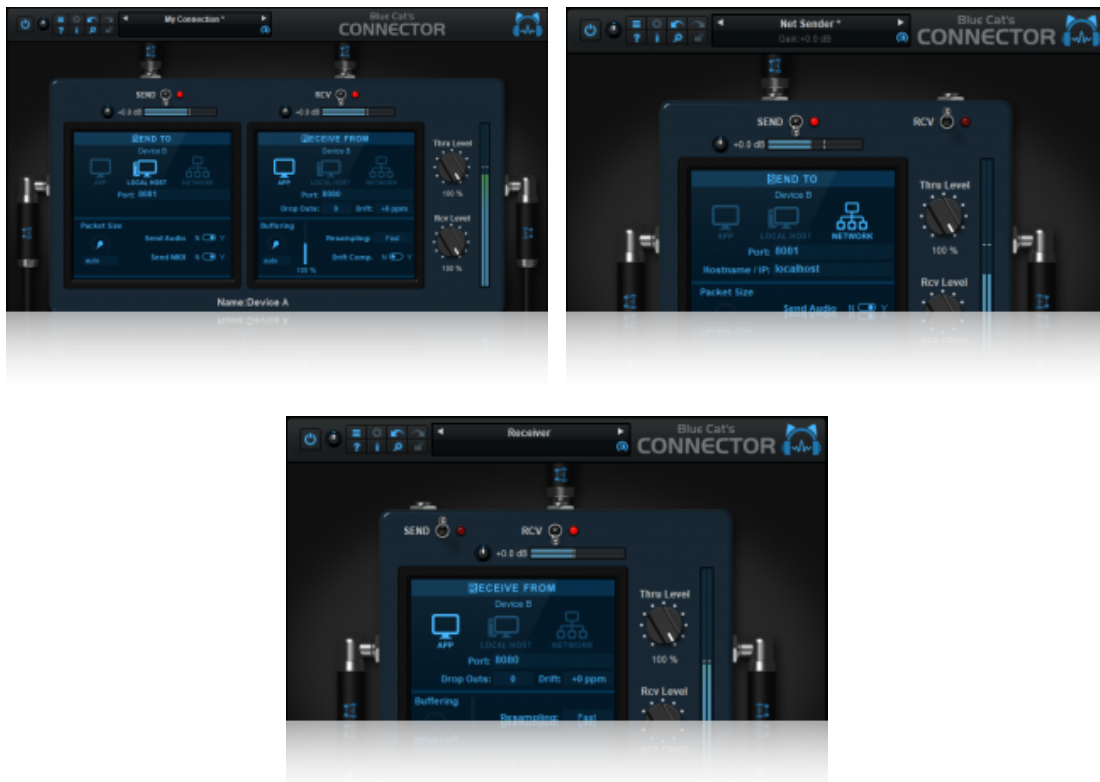 My Connection *
Blue Cat's
CONNECTOR
SEND
RCV
+0.0 dB
+0.0 dB
SEND TO
Device B
APP
LOCAL HOST
NETWORK
Port: 8081
Packet Size
auto
Send Audio N Y
Send MIDI N Y
RECEIVE FROM
Device B
APP
LOCAL HOST
NETWORK
Port: 8080
Drop Outs: 0 Drift: +0 ppm
Buffering
auto
100 %
Resampling: Fast
Drift Comp. N Y
Thru Level
100 %
Rcv Level
100 %
Name:Device A
Net Sender *
Gain:+0.0 dB
Blue Cat's
CONNECTOR
SEND
RCV
+0.0 dB
SEND TO
Device B
APP
LOCAL HOST
NETWORK
Port: 8081
Hostname / IP: localhost
Packet Size
Send Audio N Y
Thru Level
100 %
Rcv Level
Receiver
Blue Cat's
CONNECTOR
SEND
RCV
+0.0 dB
RECEIVE FROM
Device B
APP
LOCAL HOST
NETWORK
Port: 8080
Drop Outs: 0 Drift: +0 ppm
Buffering
Resampling: Fast
Thru Level
100 %
Rcv Level